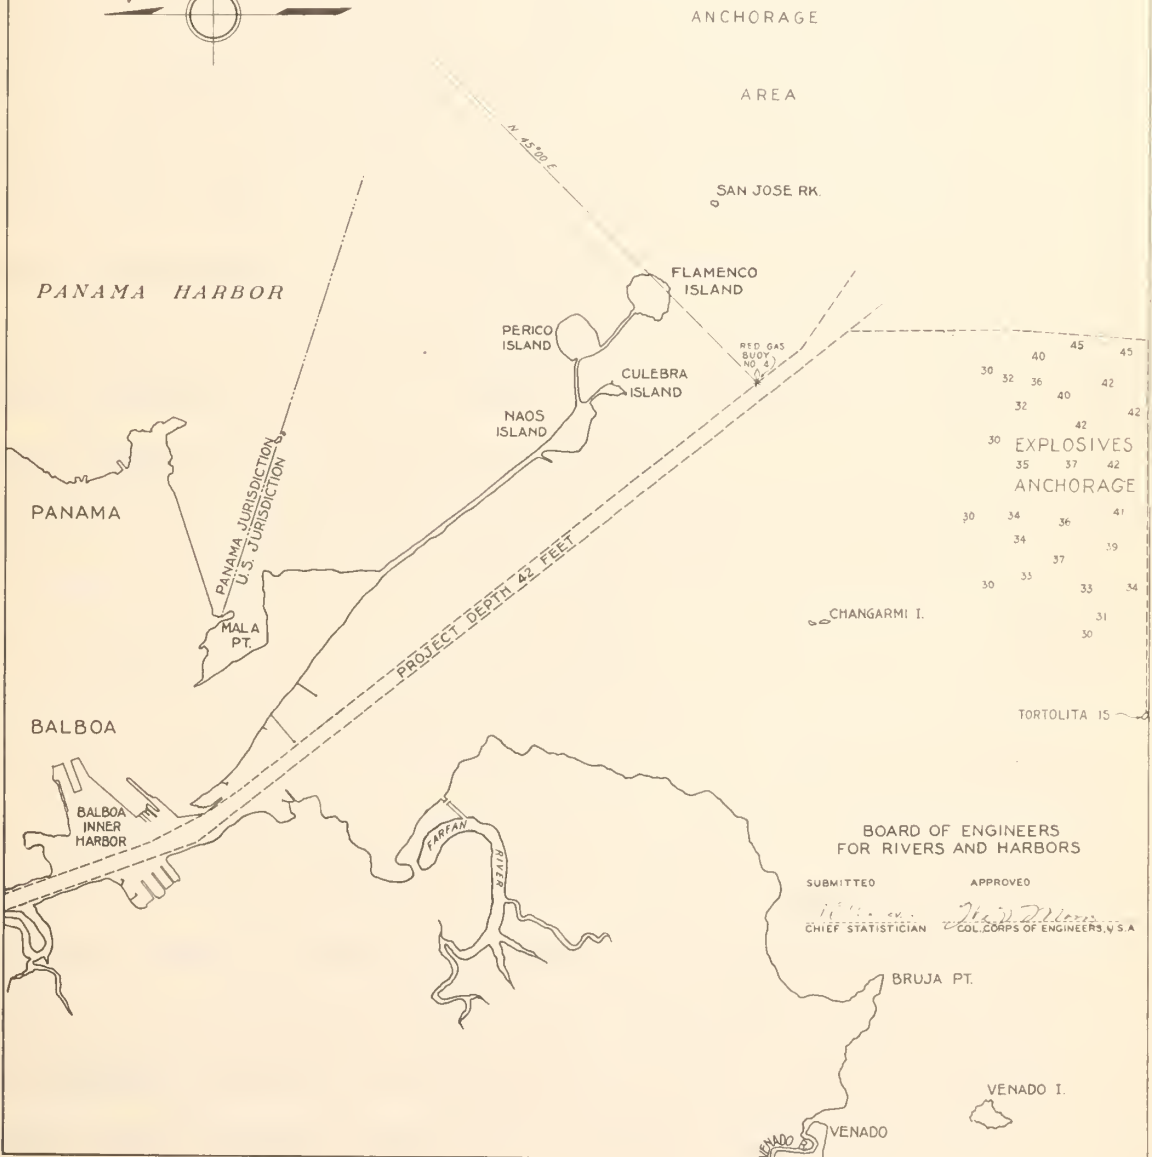 ANCHORAGE
AREA
N 45°00 E
SAN JOSE RK.
PANAMA HARBOR
FLAMENCO
ISLAND
PERICO
ISLAND
RED GAS
BUOY
NO. 4
CULEBRA
ISLAND
NAOS
ISLAND
45
40
45
30
32
36
42
40
32
42
42
30
EXPLOSIVES
35 37 42
ANCHORAGE
30
34
36
41
34
39
37
30
33
33
34
31
30
PANAMA
PANAMA JURISDICTION
U.S. JURISDICTION
MALA
PT.
PROJECT DEPTH 42 FEET
CHANGARMI I.
TORTOLITA 15
BALBOA
BALBOA
INNER
HARBOR
FARFAN
RIVER
BOARD OF ENGINEERS
FOR RIVERS AND HARBORS
SUBMITTED APPROVED
CHIEF STATISTICIAN COL. CORPS OF ENGINEERS, U.S.A
BRUJA PT.
VENADO I.
VENADO R
VENADO